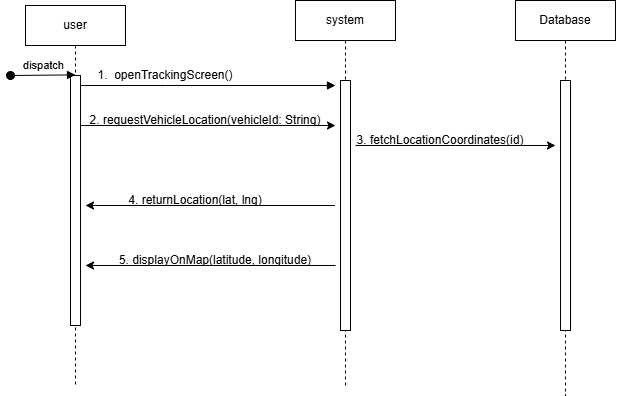 user
system
Database
dispatch
1. openTrackingScreen()
2. requestVehicleLocation(vehicleId: String)
3. fetchLocationCoordinates(id)
4. returnLocation(lat, lng)
5. displayOnMap(latitude, longitude)